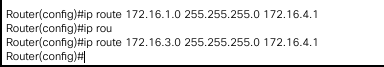 Router(config)#ip route 172.16.1.0 255.255.255.0 172.16.4.1
Router(config)#ip rou
Router(config)#ip route 172.16.3.0 255.255.255.0 172.16.4.1
Router(config)#